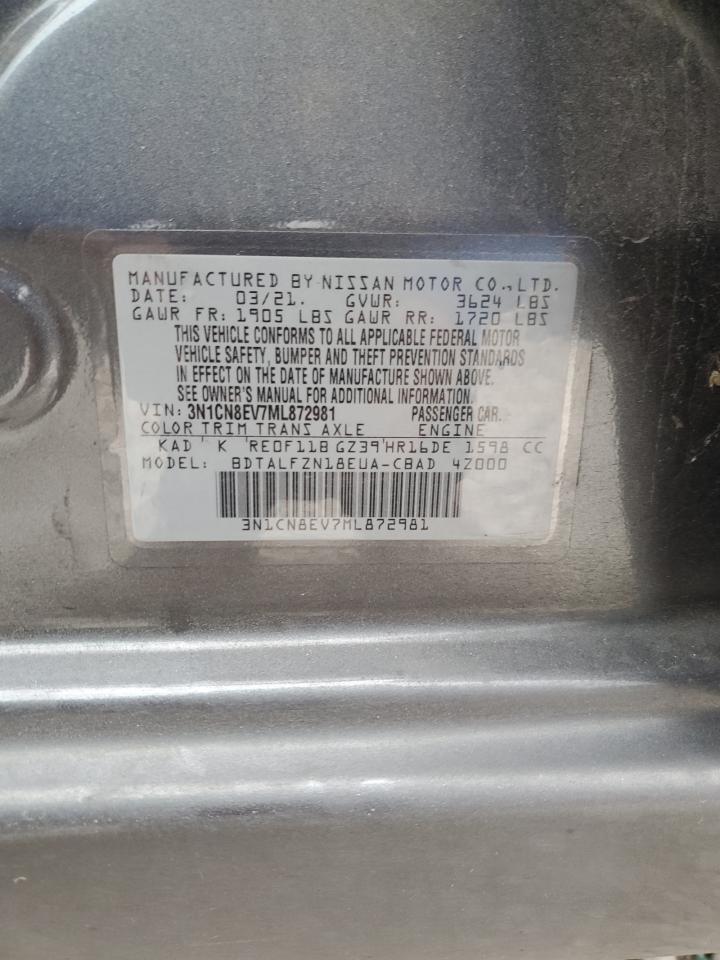 MANUFACTURED BY NISSAN MOTOR CO., LTD.
DATE: 03/21. GVWR: 3624 LBS
GAWR FR: 1905 LBS GAWR RR: 1720 LBS
THIS VEHICLE CONFORMS TO ALL APPLICABLE FEDERAL MOTOR
VEHICLE SAFETY, BUMPER AND THEFT PREVENTION STANDARDS
IN EFFECT ON THE DATE OF MANUFACTURE SHOWN ABOVE.
SEE OWNER'S MANUAL FOR ADDITIONAL INFORMATION
VIN: 3N1CN8EV7ML872981 PASSENGER CAR.
COLOR TRIM TRANS AXLE ENGINE
KAD ' K ' RE0F11B GZ39'HR16DE 1598 CC
MODEL: BDTALFZN18EUA-CBAD 4Z000
3N1CN8EV7ML872981